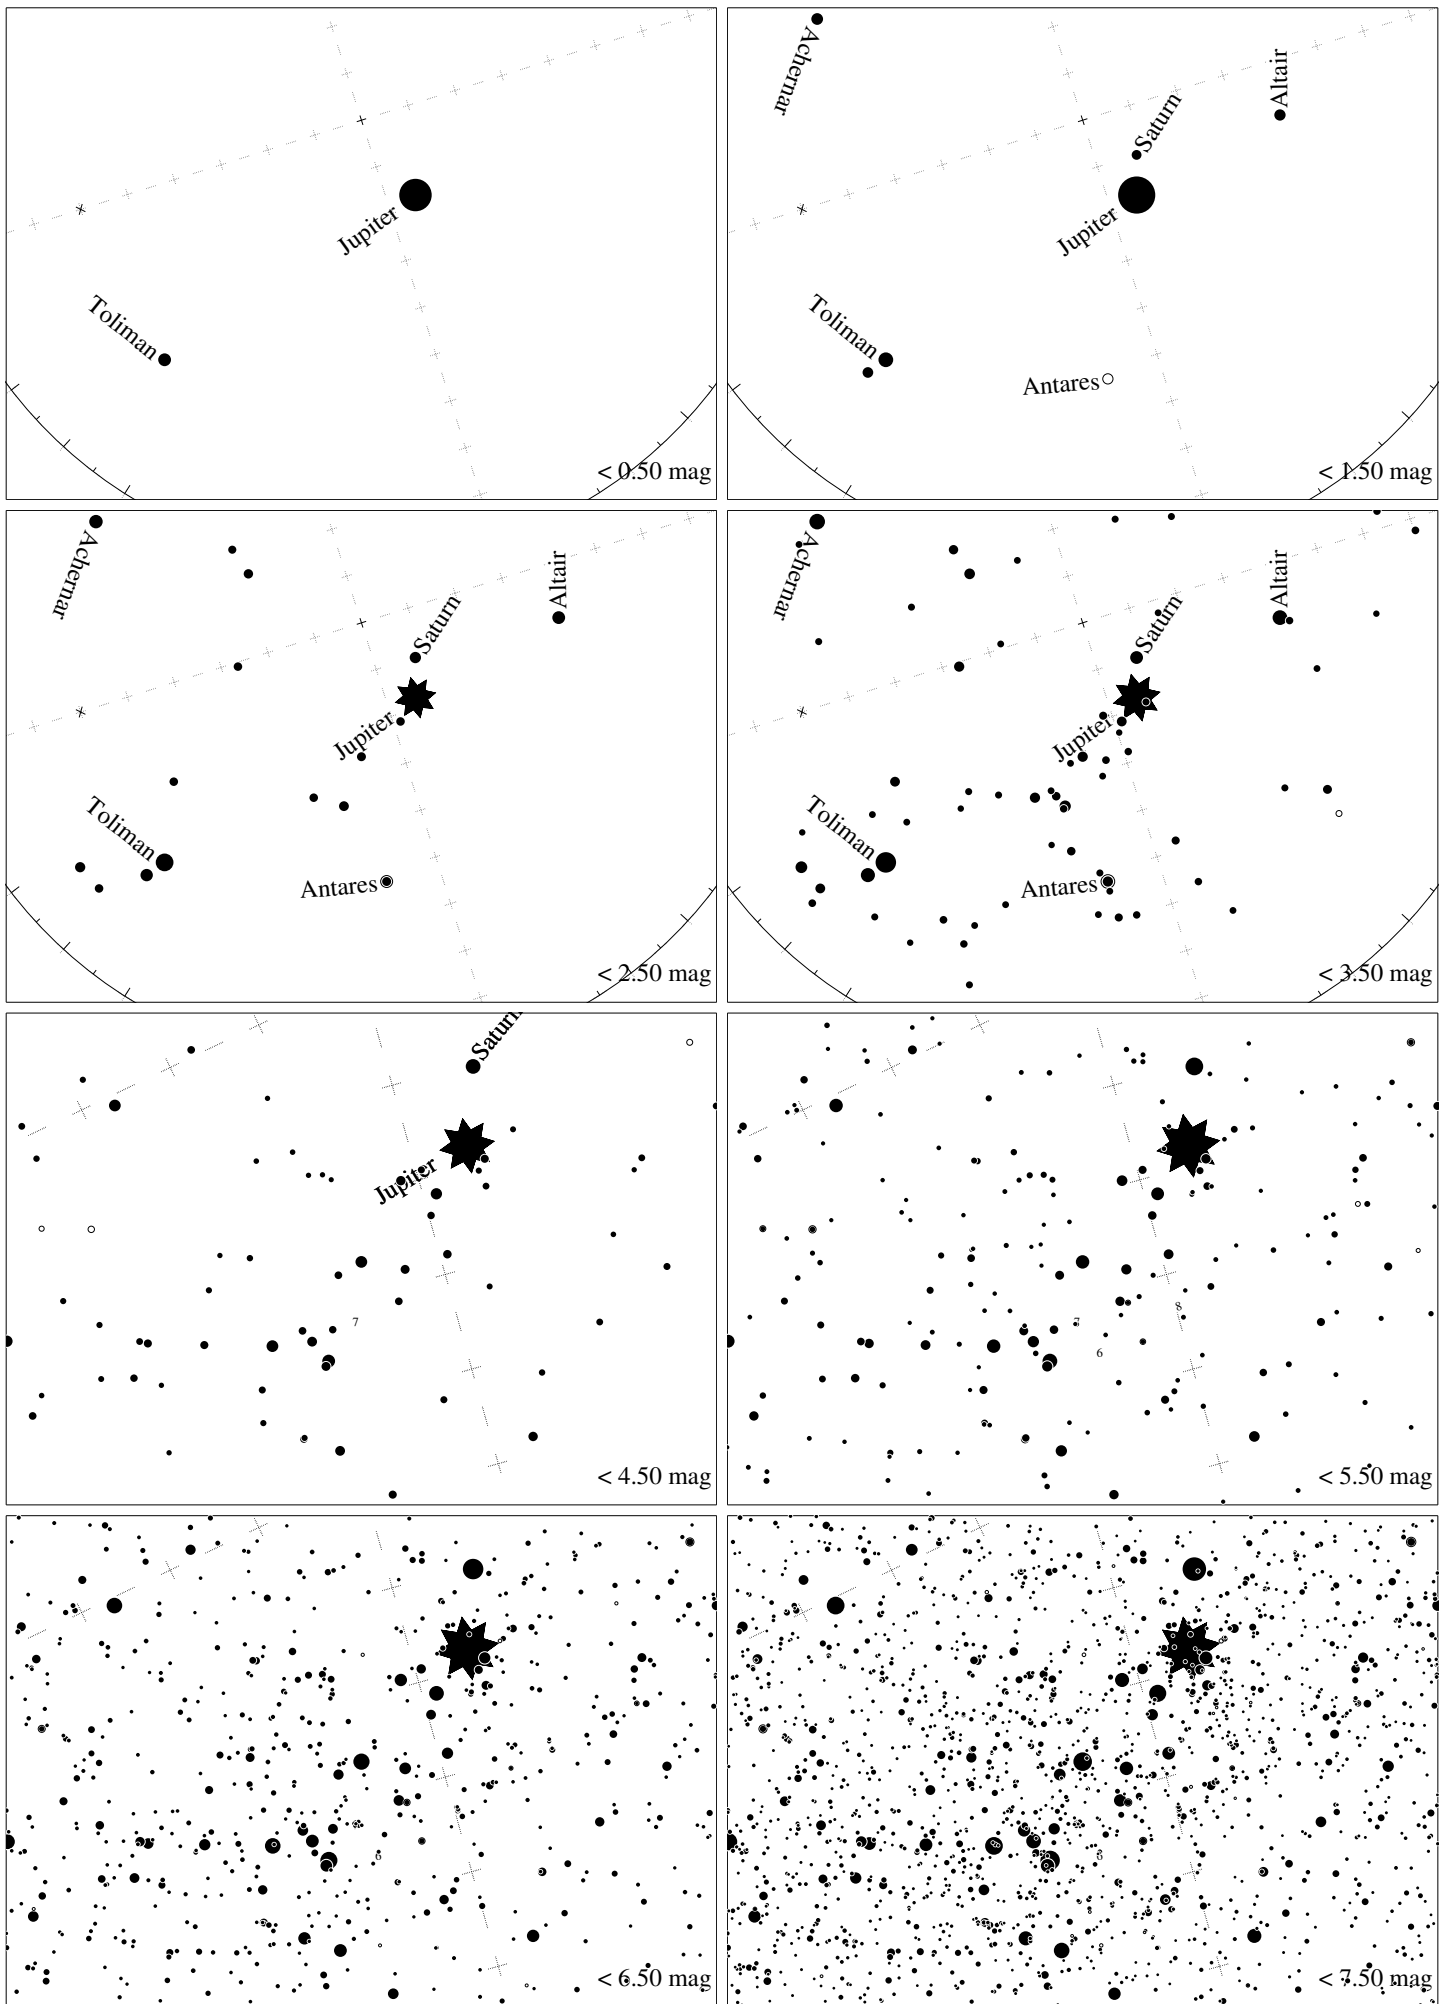 Jupiter
Toliman
< 0.50 mag
Achernar
Altair
Saturn
Jupiter
Toliman
Antares
< 1.50 mag
Achernar
Altair
Saturn
Jupiter
Toliman
Antares
< 2.50 mag
Achernar
Altair
Saturn
Jupiter
Toliman
Antares
< 3.50 mag
Saturn
Jupiter
7
< 4.50 mag
8
7
6
< 5.50 mag
6
< 6.50 mag
6
< 7.50 mag